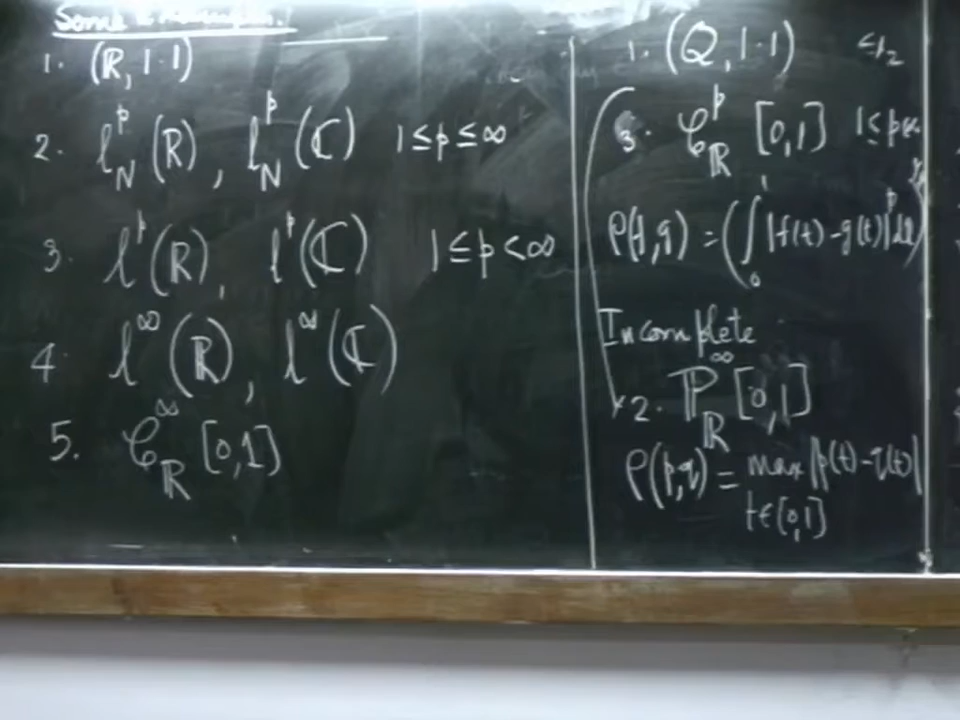 Some
1. (ℝ, |·|)
2. l^p_N (ℝ), l^p_N (ℂ) 1≤p≤∞
3. l^p (ℝ), l^p (ℂ) 1≤p<∞
4. l^∞ (ℝ), l^∞ (ℂ)
5. 𝒞^∞_ℝ [0,1]
1. (Q, |·|)
3. 𝒞^p_ℝ [0,1] 1≤p<∞
ρ(f,g) = (∫_0^1 |f(t)-g(t)|^p dt)^{1/p}
Incomplete
2. ℙ^∞_ℝ [0,1]
ρ(p,q) = max |p(t)-q(t)|
t∈[0,1]